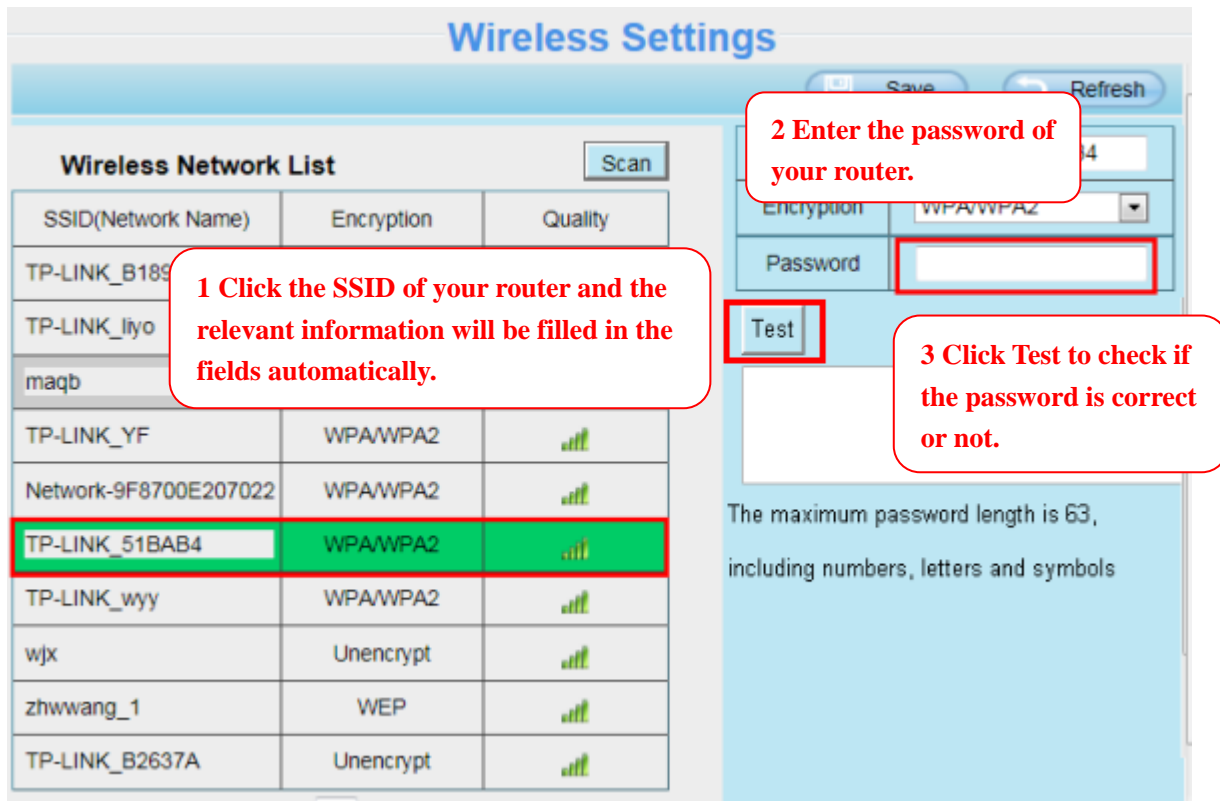 Wireless Settings
Save
Refresh
2 Enter the password of
your router.
Wireless Network List
Scan
B4
SSID(Network Name)
Encryption
Quality
Encryption
WPA/WPA2
TP-LINK_B189
Password
1 Click the SSID of your router and the
relevant information will be filled in the
fields automatically.
TP-LINK_liyo
Test
3 Click Test to check if
the password is correct
or not.
maqb
TP-LINK_YF
WPA/WPA2
Network-9F8700E207022
WPA/WPA2
The maximum password length is 63,
including numbers, letters and symbols
TP-LINK_51BAB4
WPA/WPA2
TP-LINK_wyy
WPA/WPA2
wjx
Unencrypt
zhwwang_1
WEP
TP-LINK_B2637A
Unencrypt